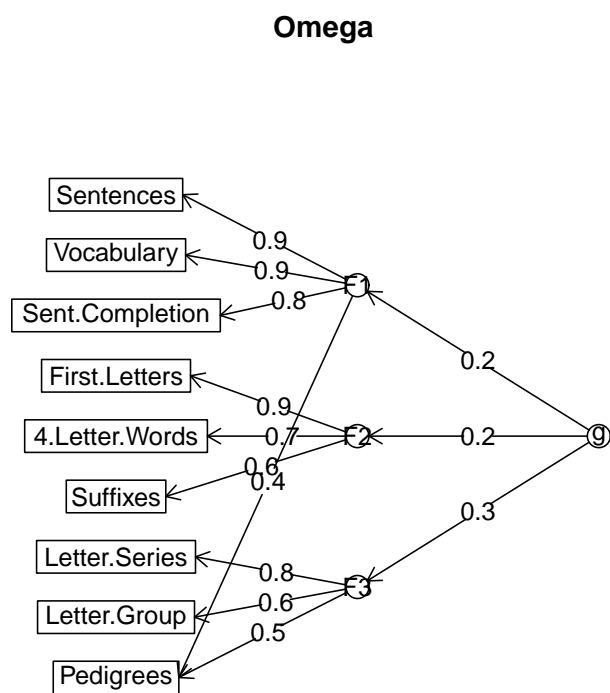 Omega
Sentences
0.9
Vocabulary
0.9
F1
0.8
Sent.Completion
0.2
First.Letters
0.9
4.Letter.Words
0.7
F2
0.2
g
0.6
0.4
Suffixes
0.3
Letter.Series
0.8
F3
0.6
Letter.Group
0.5
Pedigrees